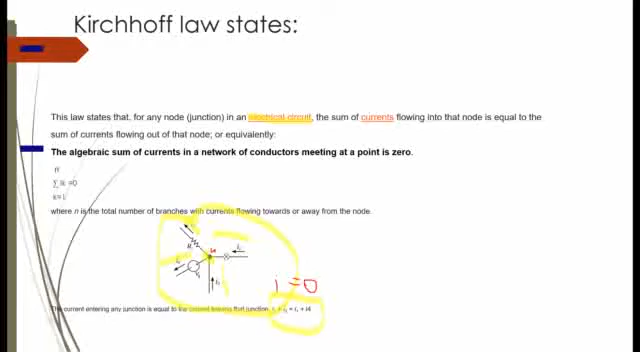 Kirchhoff law states:
This law states that, for any node (junction) in an electrical circuit, the sum of currents flowing into that node is equal to the
sum of currents flowing out of that node; or equivalently:
The algebraic sum of currents in a network of conductors meeting at a point is zero.
n
∑ Ik =0
k=1
where n is the total number of branches with currents flowing towards or away from the node.
i = 0
The current entering any junction is equal to the current leaving that junction.